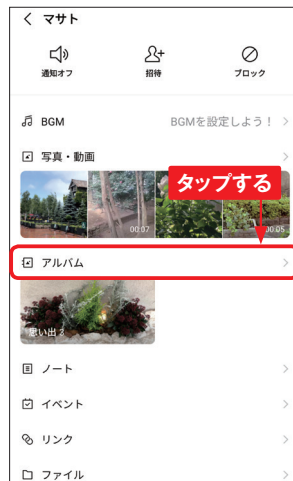 マサト
通知オフ 招待 ブロック
BGM BGMを設定しよう！
写真・動画
タップする
00:07 00:05
アルバム
思い出 2
ノート
イベント
リンク
ファイル